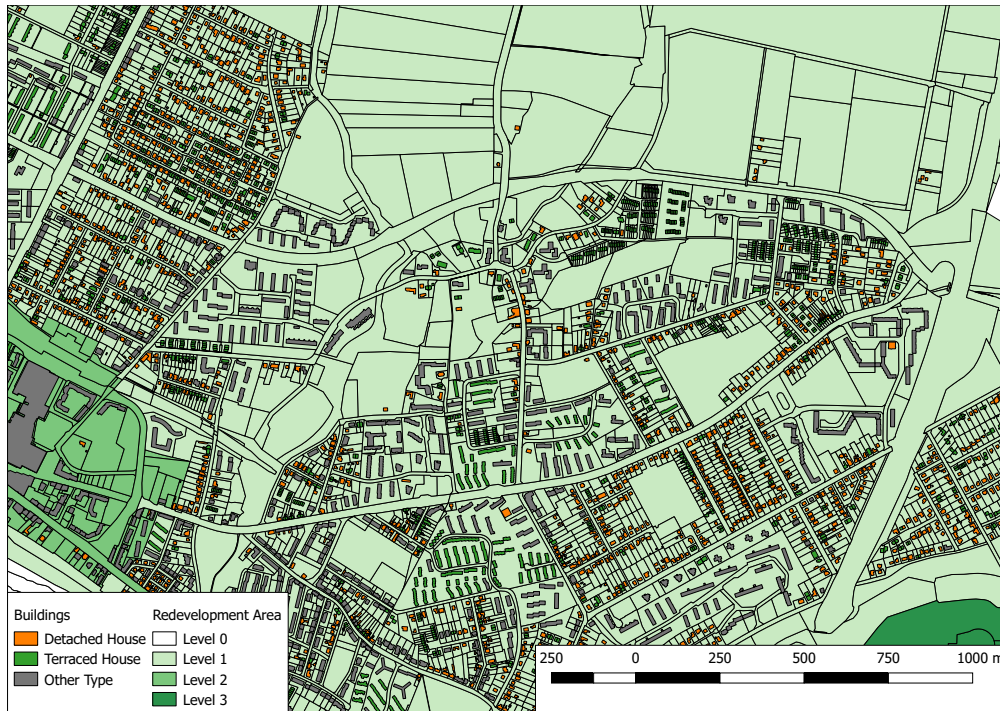 Buildings
Detached House
Terraced House
Other Type
Redevelopment Area
Level 0
Level 1
Level 2
Level 3
250 0 250 500 750 1000 m